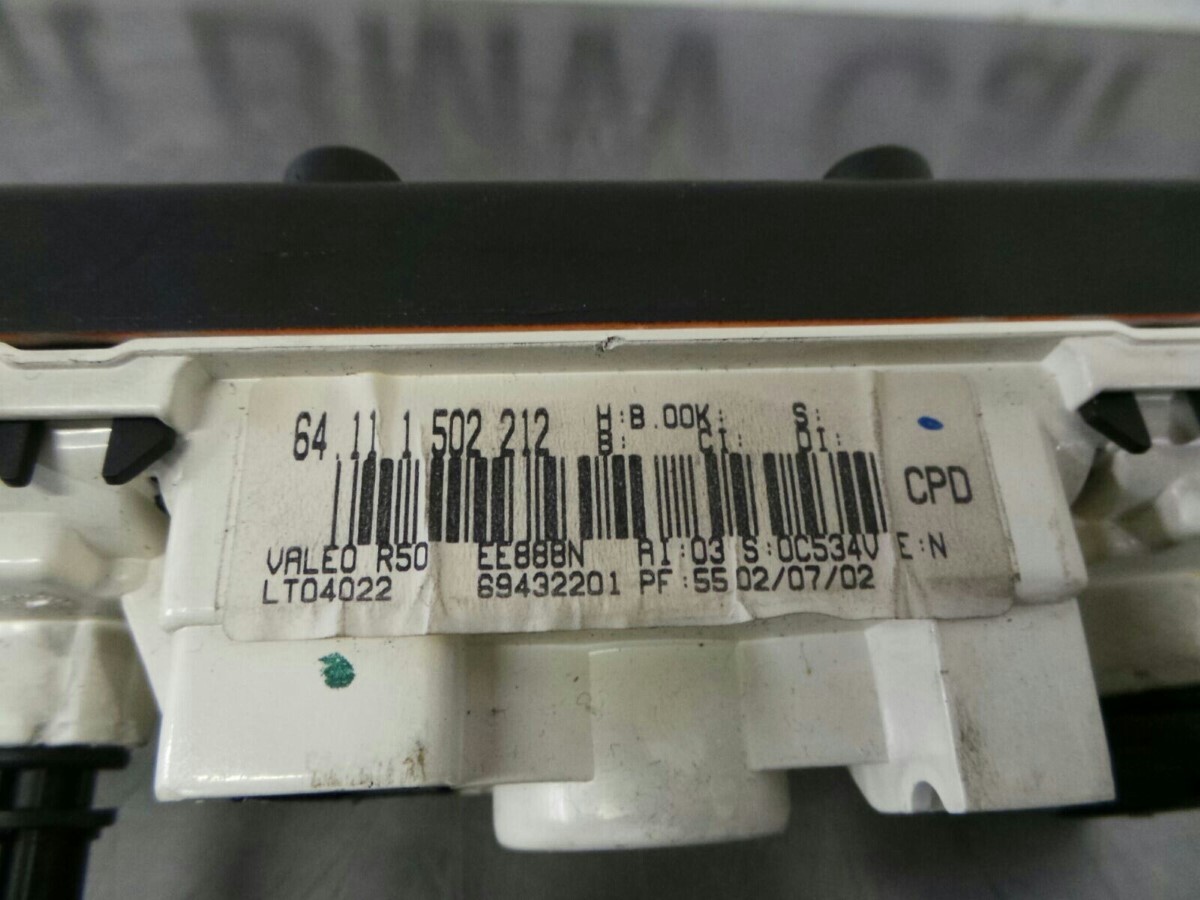 64.11 1 502 212 H:B.00K: S:
B: CI: DI:
CPD
VALEO R50 EE888N AI:03 S:0C534V E:N
LT04022 69432201 PF:55 02/07/02